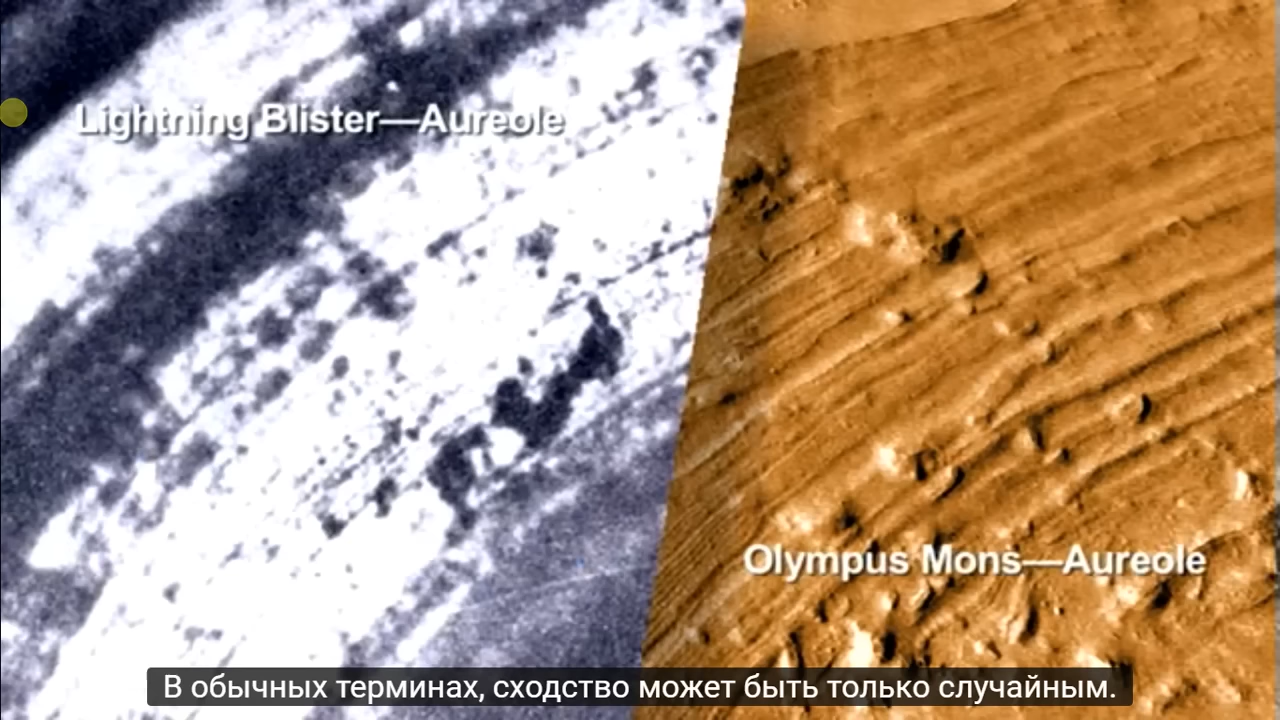 Lightning Blister—Aureole
Olympus Mons—Aureole
В обычных терминах, сходство может быть только случайным.